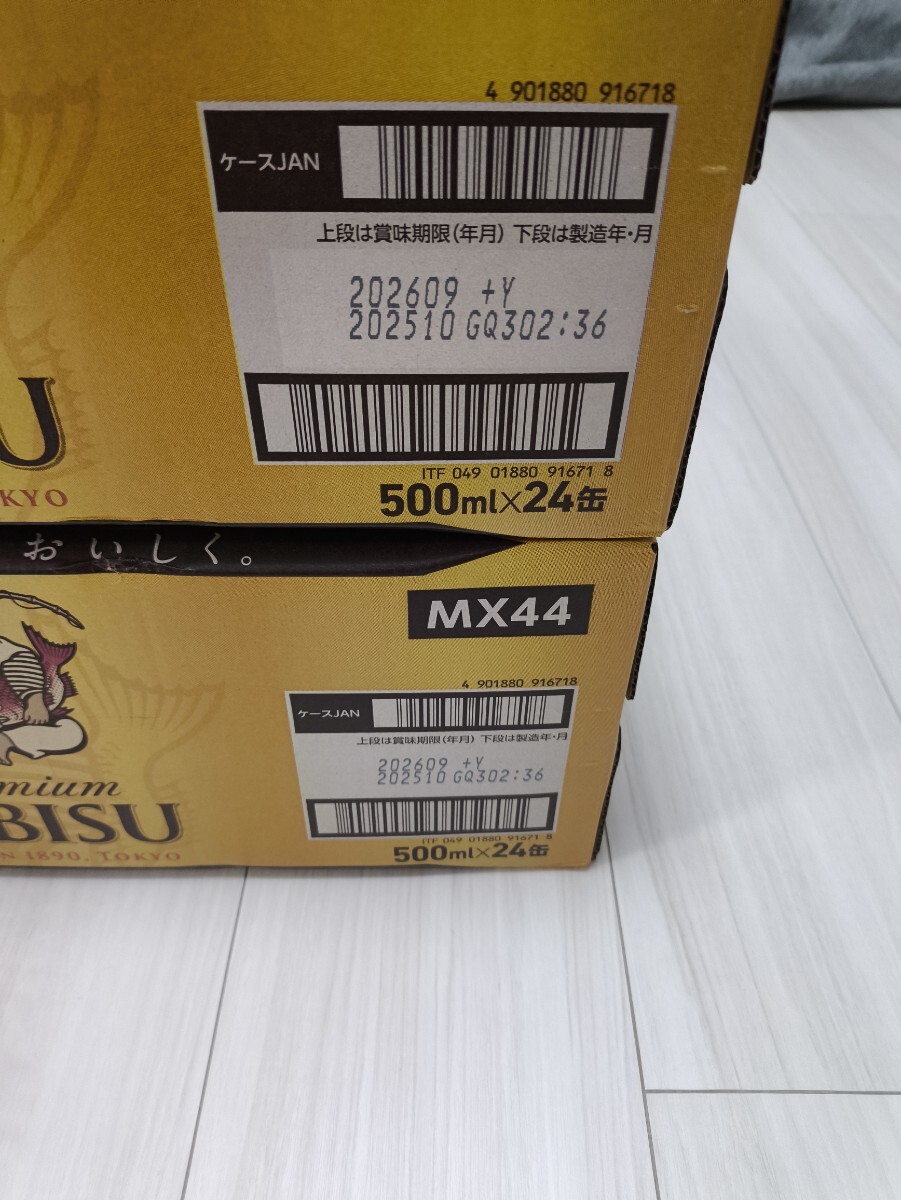 4 901880 916718
ケースJAN
上段は賞味期限(年月) 下段は製造年・月
202609 +Y
202510 GQ302:36
ITF 049 01880 91671 8
500ml×24缶
U
KYO
おいしく。
MX44
4 901880 916718
ケースJAN
上段は賞味期限(年月) 下段は製造年・月
202609 +Y
202510 GQ302:36
ITF 049 01880 91671 8
500ml×24缶
mium
BISU
N 1890, TOKYO